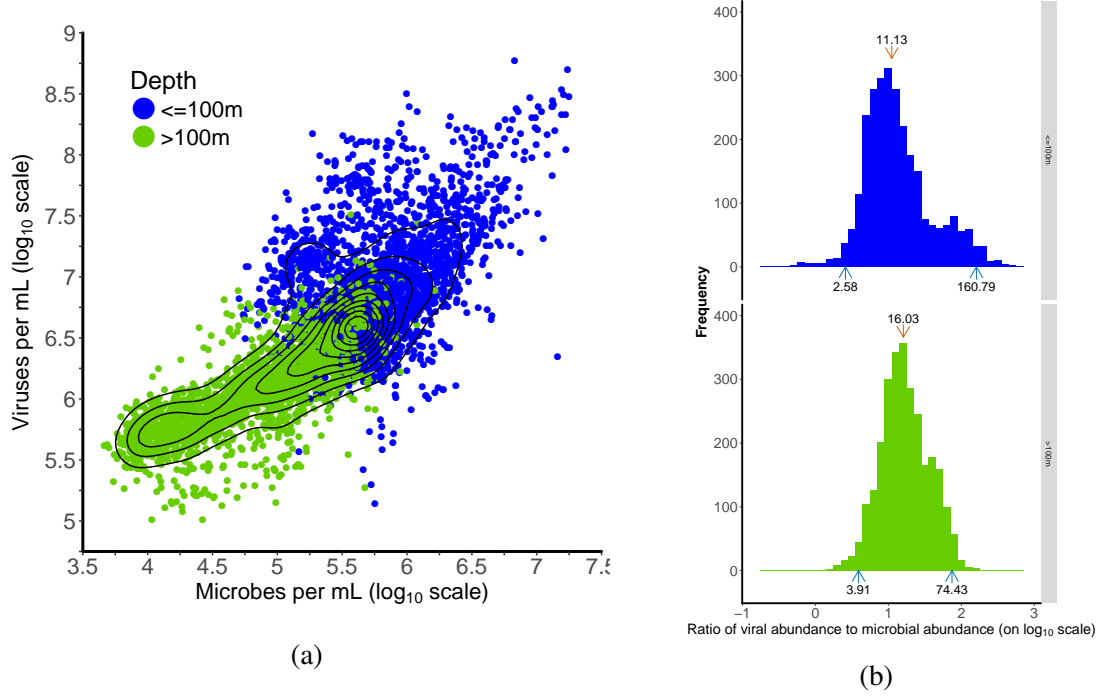 9
8.5
8
7.5
7
6.5
6
5.5
5
Viruses per mL (log10 scale)
Depth
<=100m
>100m
3.5 4 4.5 5 5.5 6 6.5 7 7.5
Microbes per mL (log10 scale)
(a)
400
300
200
100
0
11.13
2.58 160.79
<=100m
Frequency
400
300
200
100
0
16.03
3.91 74.43
>100m
−1 0 1 2 3
Ratio of viral abundance to microbial abundance (on log10 scale)
(b)